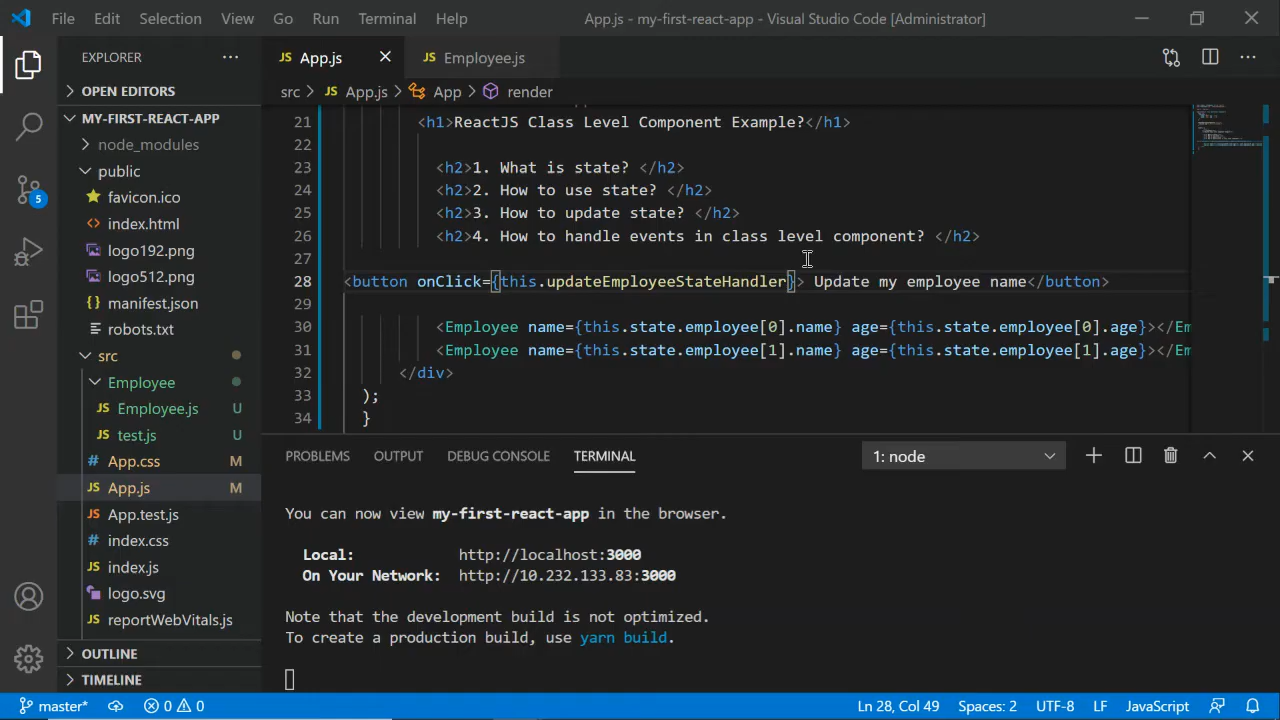 File Edit Selection View Go Run Terminal Help App.js - my-first-react-app - Visual Studio Code [Administrator]
EXPLORER ··· JS App.js JS Employee.js ···
OPEN EDITORS
src > JS App.js > App > render
MY-FIRST-REACT-APP
node_modules
public
favicon.ico
index.html
logo192.png
logo512.png
manifest.json
robots.txt
src
Employee
JS Employee.js U
JS test.js U
# App.css M
JS App.js M
JS App.test.js
# index.css
JS index.js
logo.svg
JS reportWebVitals.js
OUTLINE
TIMELINE
5
21 <h1>ReactJS Class Level Component Example?</h1>
22
23 <h2>1. What is state? </h2>
24 <h2>2. How to use state? </h2>
25 <h2>3. How to update state? </h2>
26 <h2>4. How to handle events in class level component? </h2>
27
28 <button onClick={this.updateEmployeeStateHandler}> Update my employee name</button>
29
30 <Employee name={this.state.employee[0].name} age={this.state.employee[0].age}></Em
31 <Employee name={this.state.employee[1].name} age={this.state.employee[1].age}></Em
32 </div>
33 );
34 }
PROBLEMS OUTPUT DEBUG CONSOLE TERMINAL 1: node
You can now view my-first-react-app in the browser.
Local: http://localhost:3000
On Your Network: http://10.232.133.83:3000
Note that the development build is not optimized.
To create a production build, use yarn build.
master* 0 0 Ln 28, Col 49 Spaces: 2 UTF-8 LF JavaScript